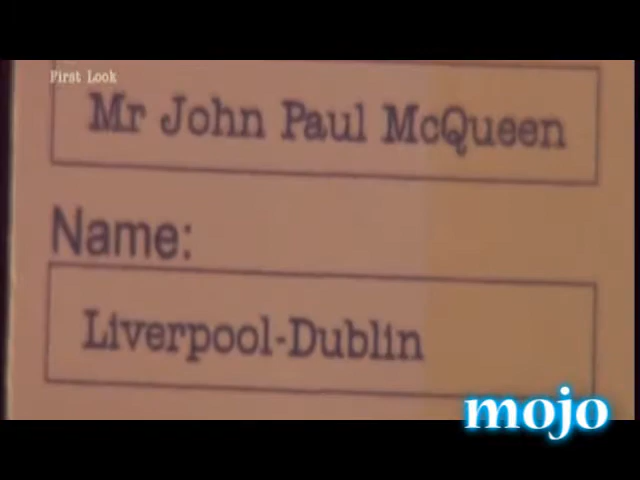 First Look
Mr John Paul McQueen
Name:
Liverpool-Dublin
mojo